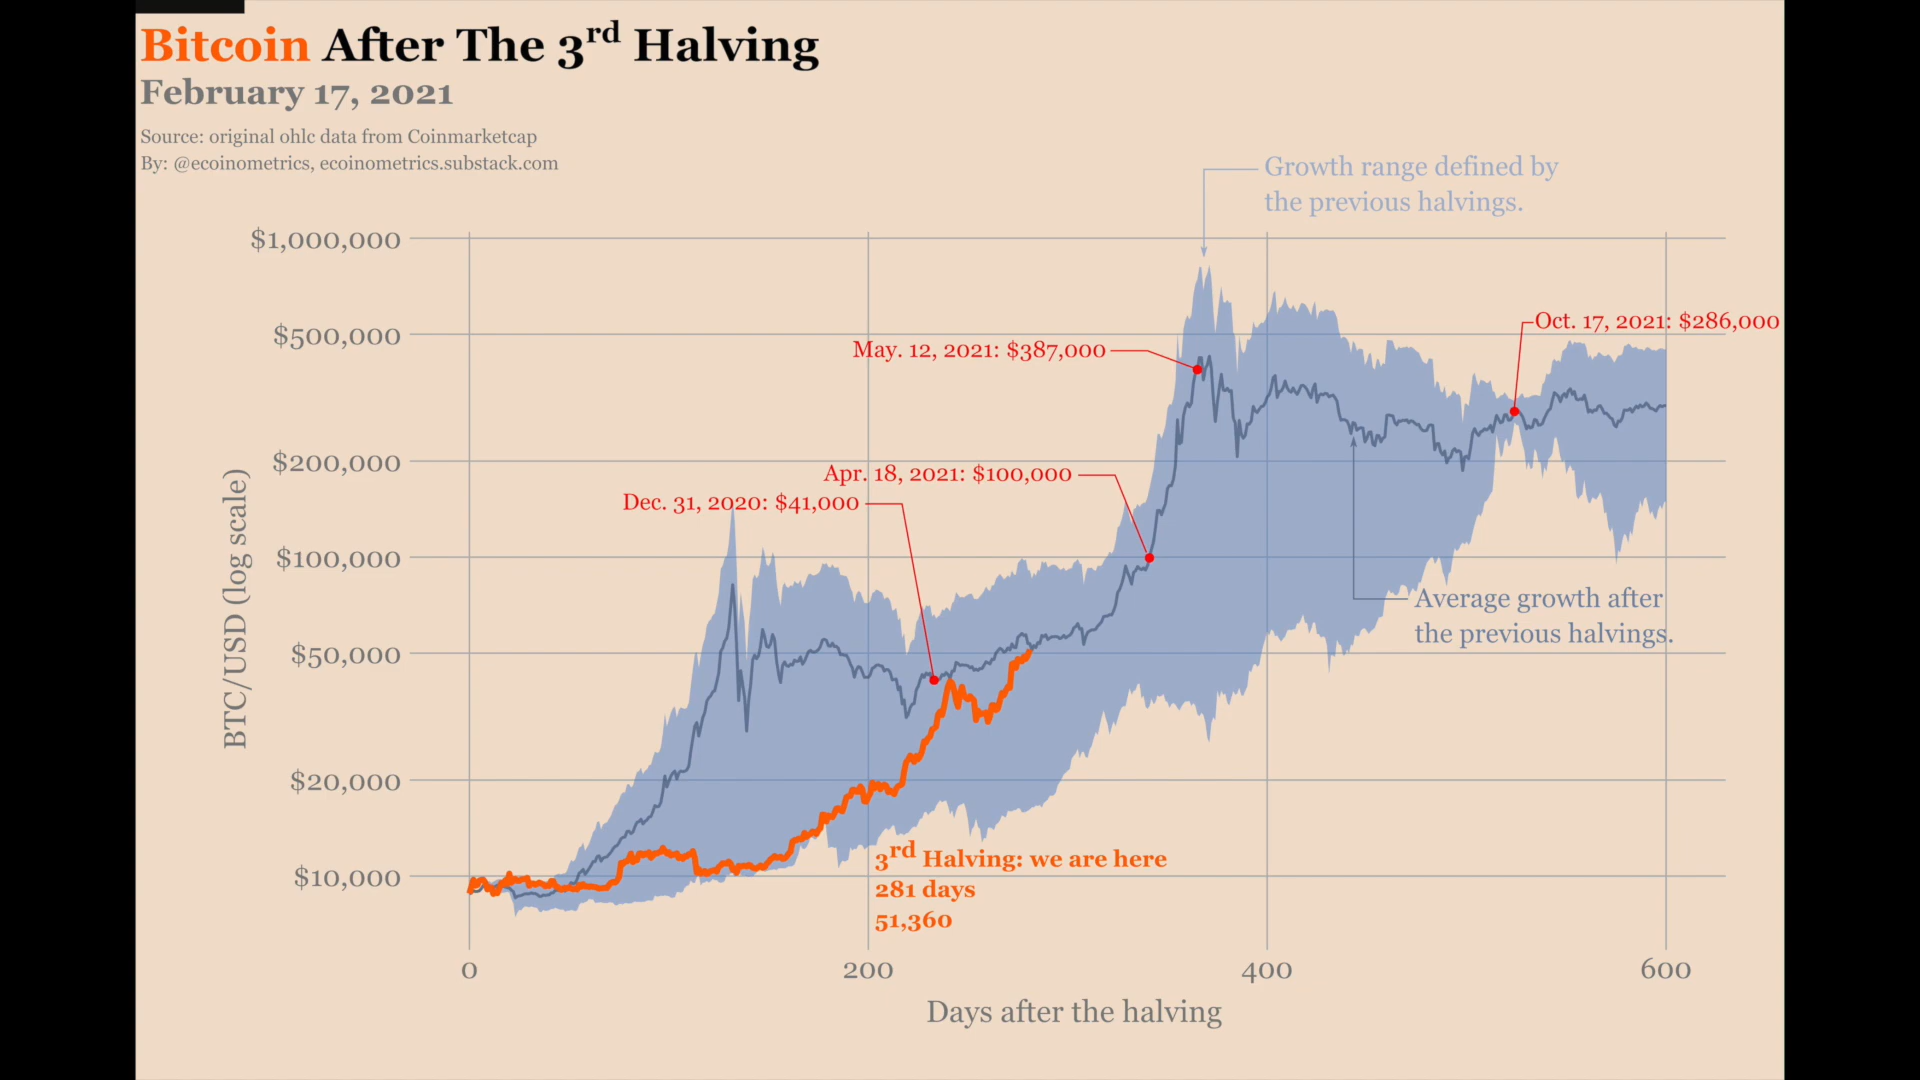 Bitcoin After The 3rd Halving
February 17, 2021
Source: original ohlc data from Coinmarketcap
By: @ecoinometrics, ecoinometrics.substack.com
Growth range defined by
the previous halvings.
$1,000,000
$500,000
$200,000
$100,000
$50,000
$20,000
$10,000
BTC/USD (log scale)
Oct. 17, 2021: $286,000
May. 12, 2021: $387,000
Apr. 18, 2021: $100,000
Dec. 31, 2020: $41,000
Average growth after
the previous halvings.
3rd Halving: we are here
281 days
51,360
0
200
400
600
Days after the halving